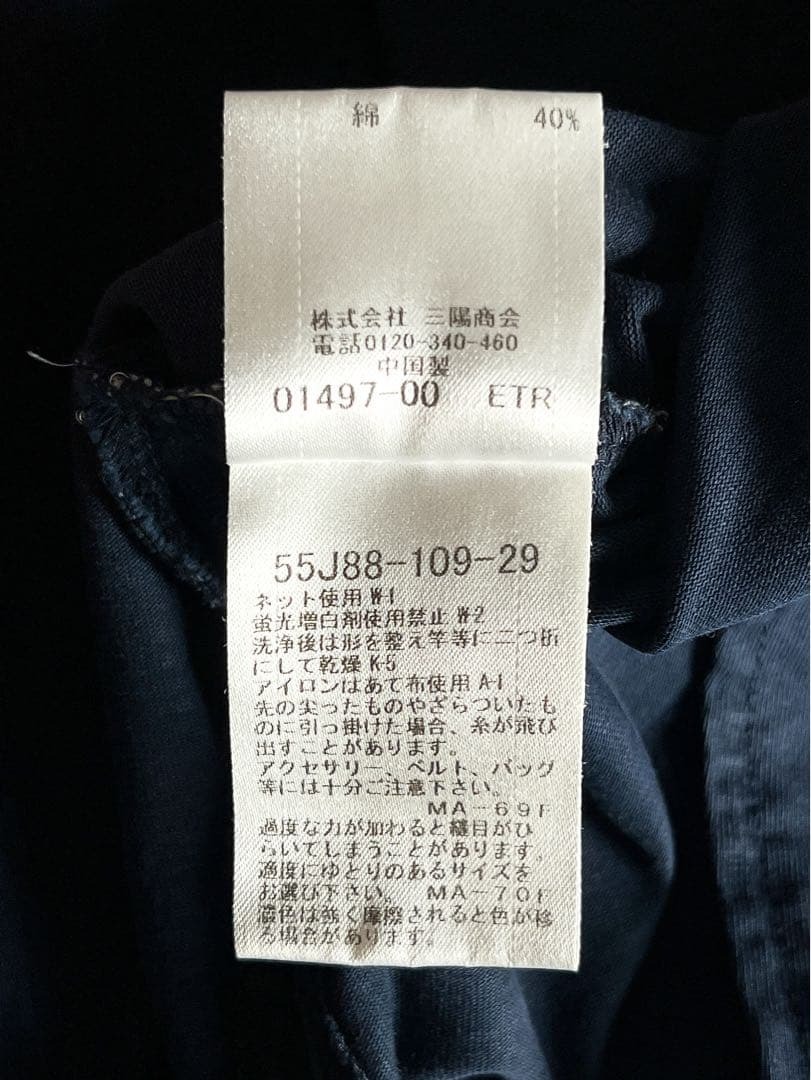 綿 40%
株式会社 三陽商会
電話0120-340-460
中国製
01497-00 ETR
55J88-109-29
ネット使用 W-1
蛍光増白剤使用禁止 W-2
洗浄後は形を整え竿等に二つ折
にして乾燥 K-5
アイロンはあて布使用 A-1
先の尖ったものやざらついたも
のに引っ掛けた場合、糸が飛び
出すことがあります。
アクセサリー、ベルト、バッグ
等には十分ご注意下さい。
MA-69F
過度な力が加わると縫目がひ
らいてしまうことがあります。
適度にゆとりのあるサイズを
お選び下さい。 MA-70F
濃色は強く摩擦されると色が移
る場合があります。